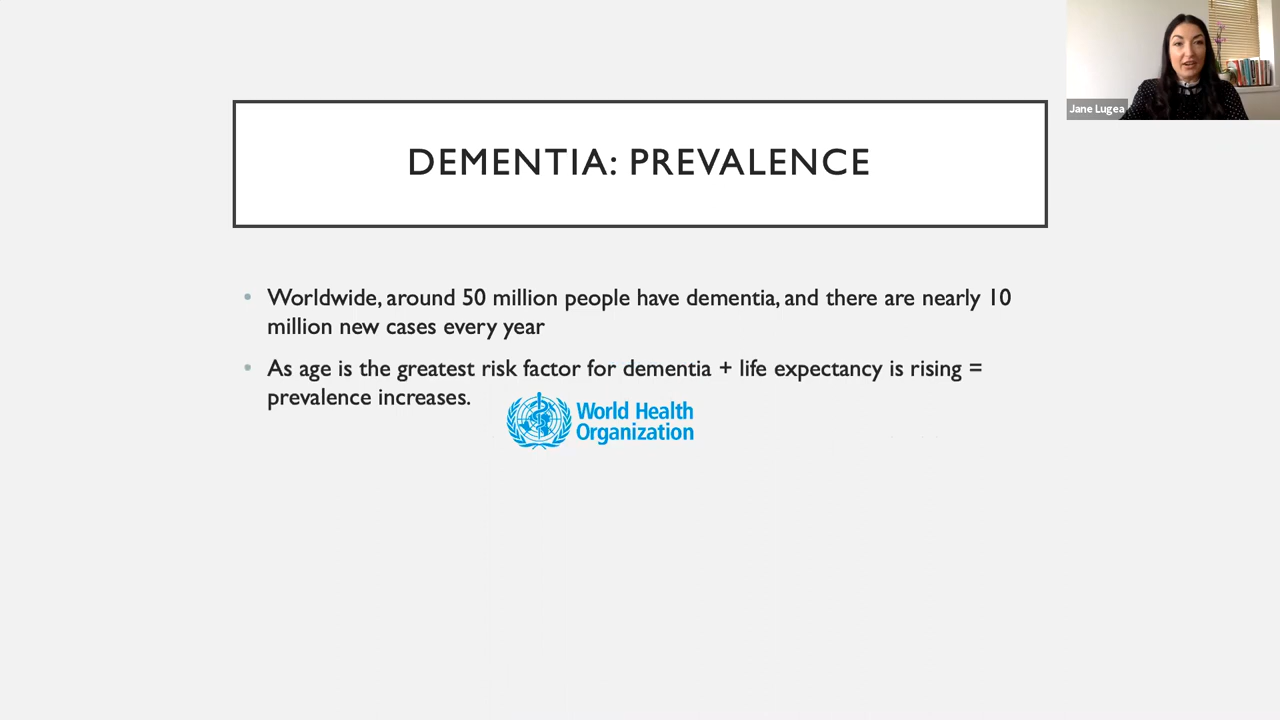 Jane Lugea
DEMENTIA: PREVALENCE
• Worldwide, around 50 million people have dementia, and there are nearly 10
million new cases every year
• As age is the greatest risk factor for dementia + life expectancy is rising =
prevalence increases.
World Health
Organization